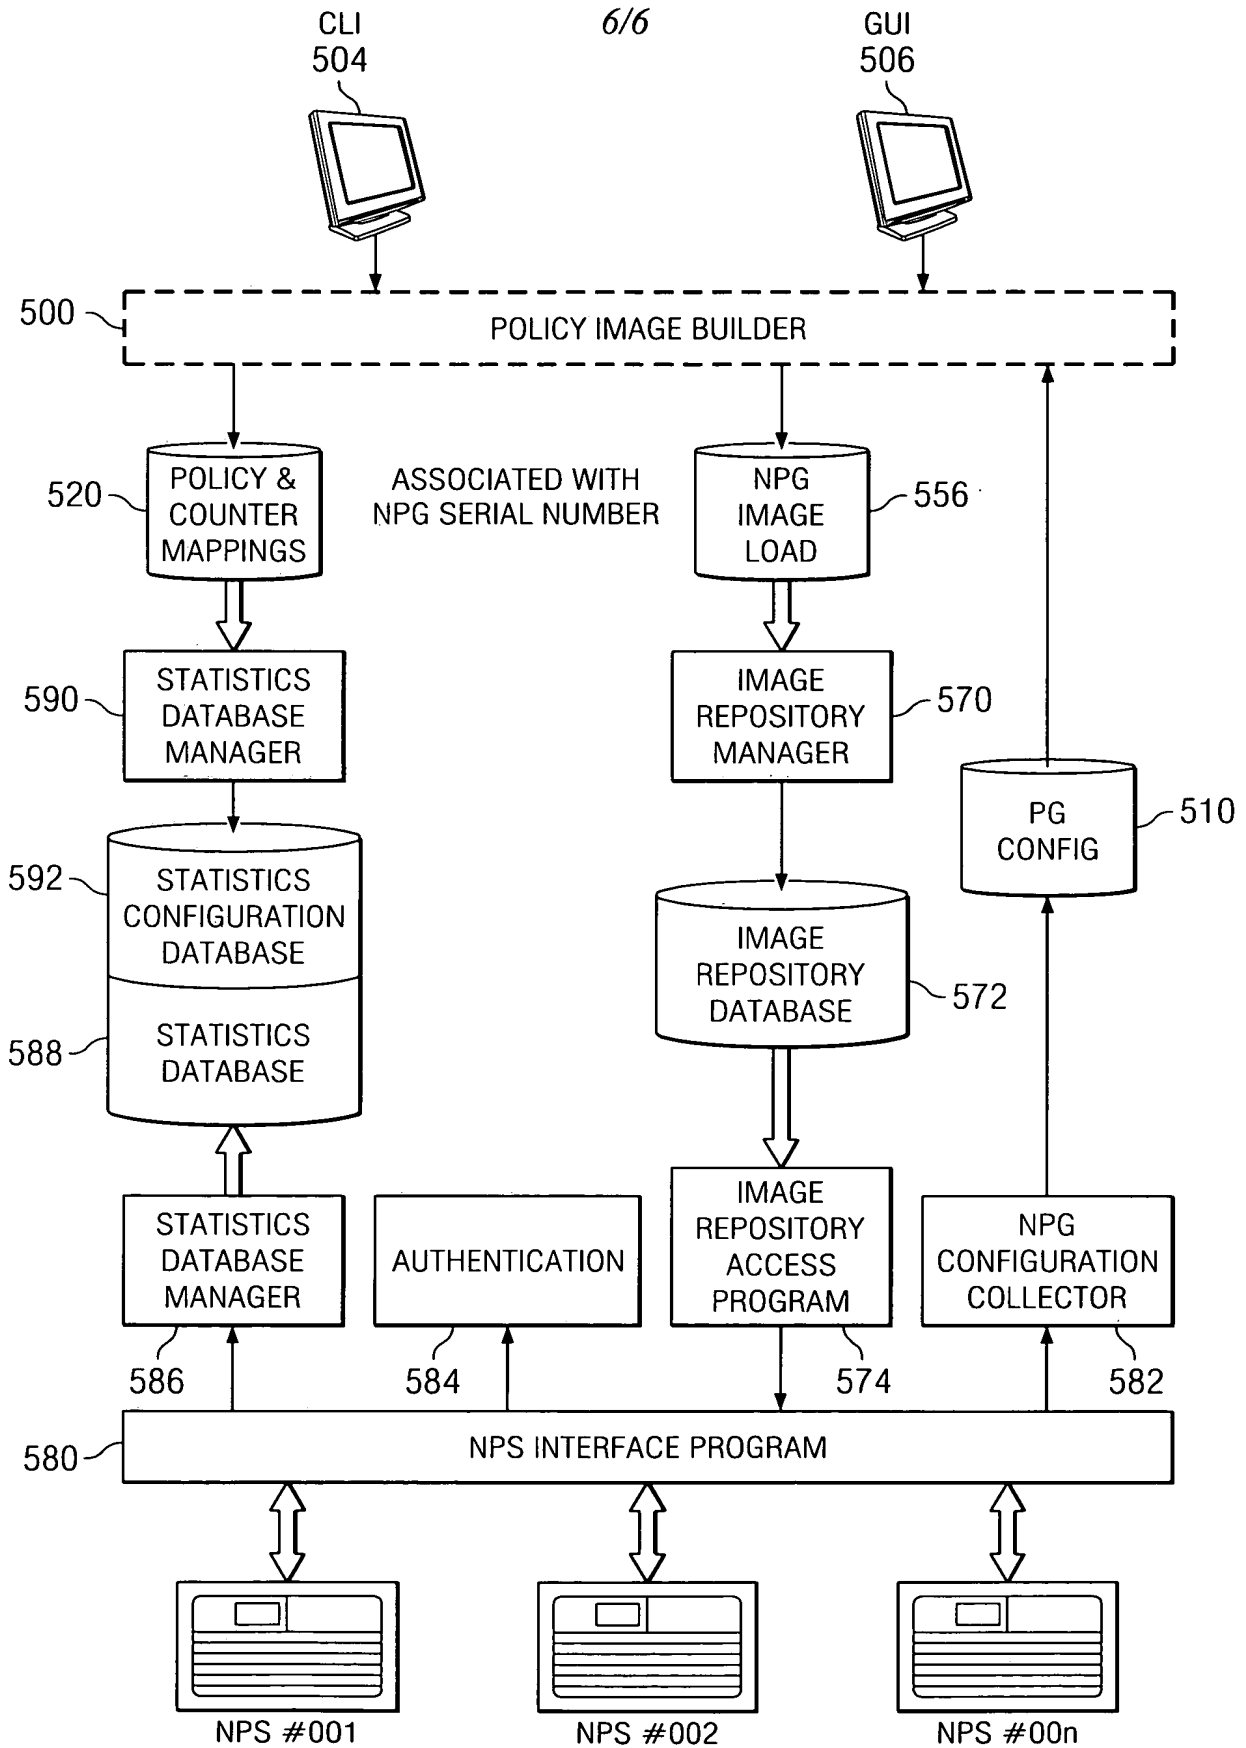 6/6
CLI
504
GUI
506
500
POLICY IMAGE BUILDER
520
POLICY &
COUNTER
MAPPINGS
ASSOCIATED WITH
NPG SERIAL NUMBER
NPG
IMAGE
LOAD
556
590
STATISTICS
DATABASE
MANAGER
IMAGE
REPOSITORY
MANAGER
570
PG
CONFIG
510
592
STATISTICS
CONFIGURATION
DATABASE
588
STATISTICS
DATABASE
IMAGE
REPOSITORY
DATABASE
572
STATISTICS
DATABASE
MANAGER
586
AUTHENTICATION
584
IMAGE
REPOSITORY
ACCESS
PROGRAM
574
NPG
CONFIGURATION
COLLECTOR
582
580
NPS INTERFACE PROGRAM
NPS #001
NPS #002
NPS #00n